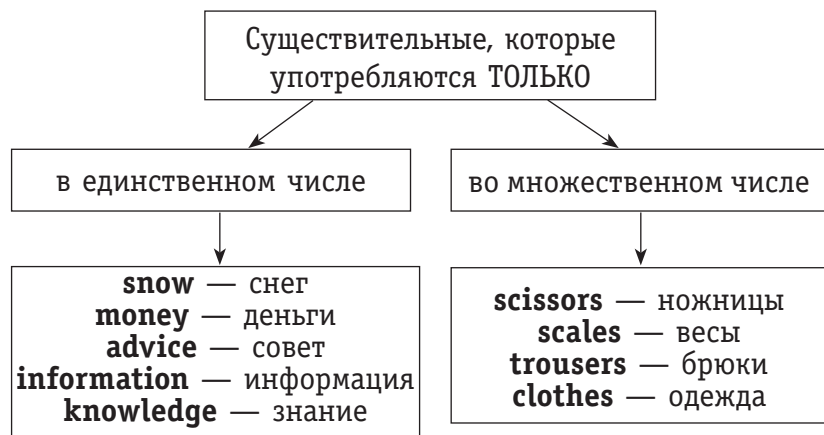 Существительные, которые
употребляются ТОЛЬКО
в единственном числе
во множественном числе
snow — снег
money — деньги
advice — совет
information — информация
knowledge — знание
scissors — ножницы
scales — весы
trousers — брюки
clothes — одежда